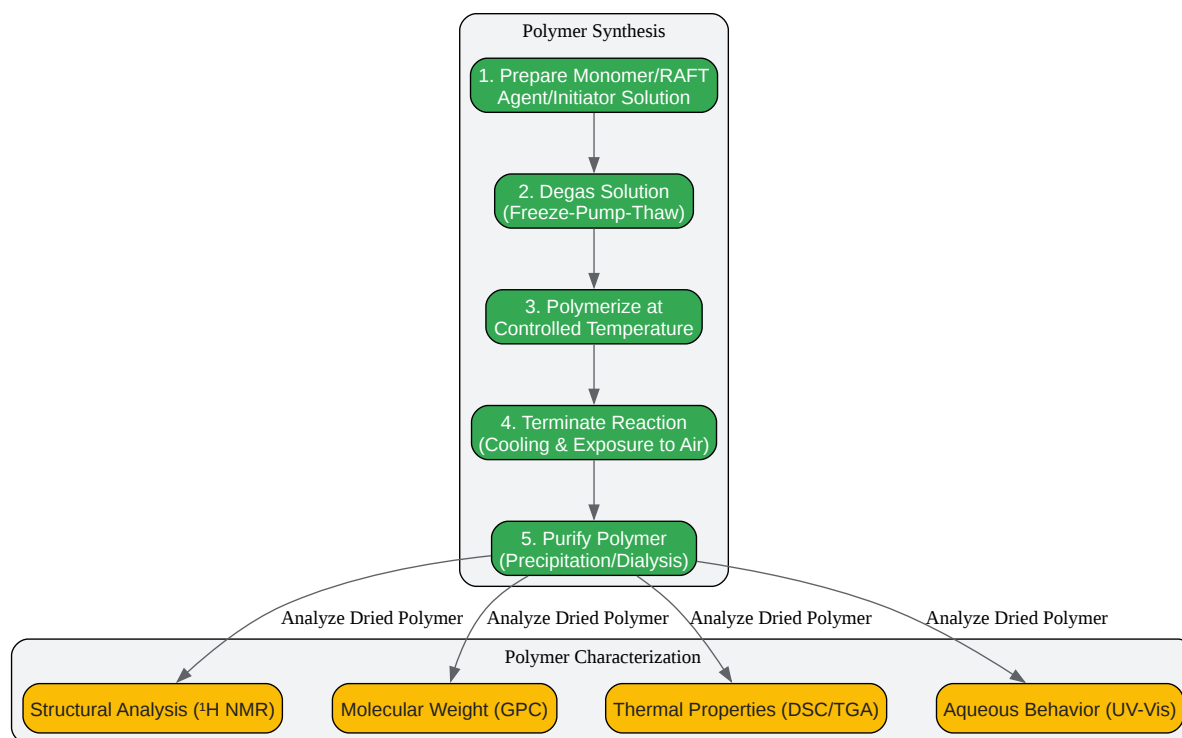 Polymer Synthesis
1. Prepare Monomer/RAFT
Agent/Initiator Solution
2. Degas Solution
(Freeze-Pump-Thaw)
3. Polymerize at
Controlled Temperature
4. Terminate Reaction
(Cooling & Exposure to Air)
5. Purify Polymer
(Precipitation/Dialysis)
Analyze Dried Polymer
Analyze Dried Polymer
Analyze Dried Polymer
Analyze Dried Polymer
Polymer Characterization
Structural Analysis (¹H NMR)
Molecular Weight (GPC)
Thermal Properties (DSC/TGA)
Aqueous Behavior (UV-Vis)